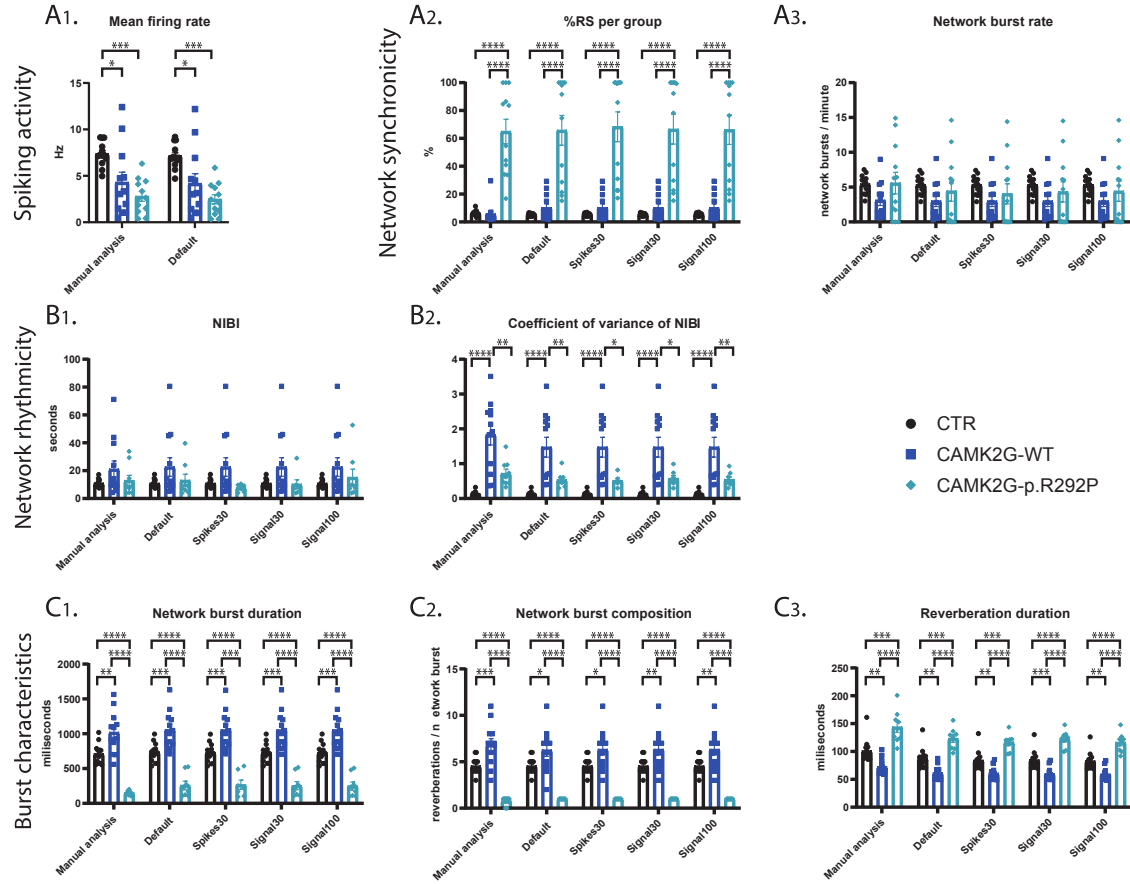 A1.
Mean firing rate
Spiking activity
*** ***
* *
15
10
5
0
Hz
Manual analysis
Default
A2.
%RS per group
Network synchronicity
**** **** **** **** ****
**** **** **** **** ****
100
80
60
40
20
0
%
Manual analysis
Default
Spikes30
Signal30
Signal100
A3.
Network burst rate
20
15
10
5
0
network bursts / minute
Manual analysis
Default
Spikes30
Signal30
Signal100
B1.
NIBI
Network rhythmicity
100
80
60
40
20
0
seconds
Manual analysis
Default
Spikes30
Signal30
Signal100
B2.
Coefficient of variance of NIBI
** ** * * **
**** **** **** **** ****
4
3
2
1
0
Manual analysis
Default
Spikes30
Signal30
Signal100
CTR
CAMK2G-WT
CAMK2G-p.R292P
C1.
Network burst duration
Burst characteristics
**** **** **** **** ****
**** **** *** **** ****
** *** *** *** ***
2000
1500
1000
500
0
miliseconds
Manual analysis
Default
Spikes30
Signal30
Signal100
C2.
Network burst composition
**** **** **** **** ****
**** **** **** **** ****
*** * * ** **
15
10
5
0
reverberations / n network burst
Manual analysis
Default
Spikes30
Signal30
Signal100
C3.
Reverberation duration
*** *** *** **** ****
**** **** **** **** ****
** ** ** *** **
250
200
150
100
50
0
miliseconds
Manual analysis
Default
Spikes30
Signal30
Signal100